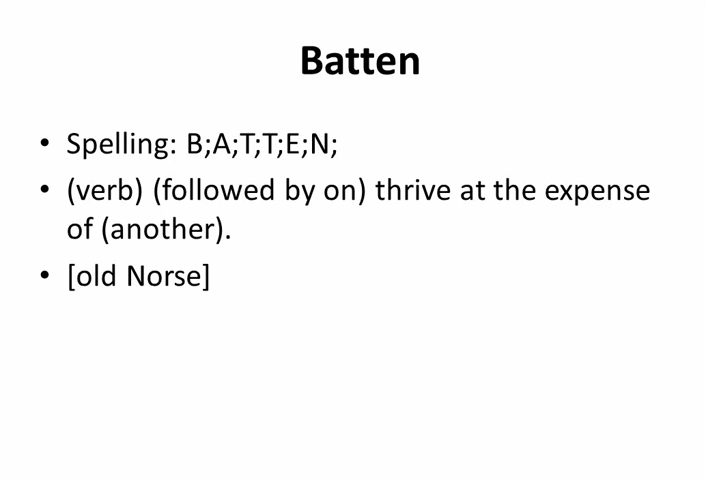 Batten
• Spelling: B;A;T;T;E;N;
• (verb) (followed by on) thrive at the expense
of (another).
• [old Norse]